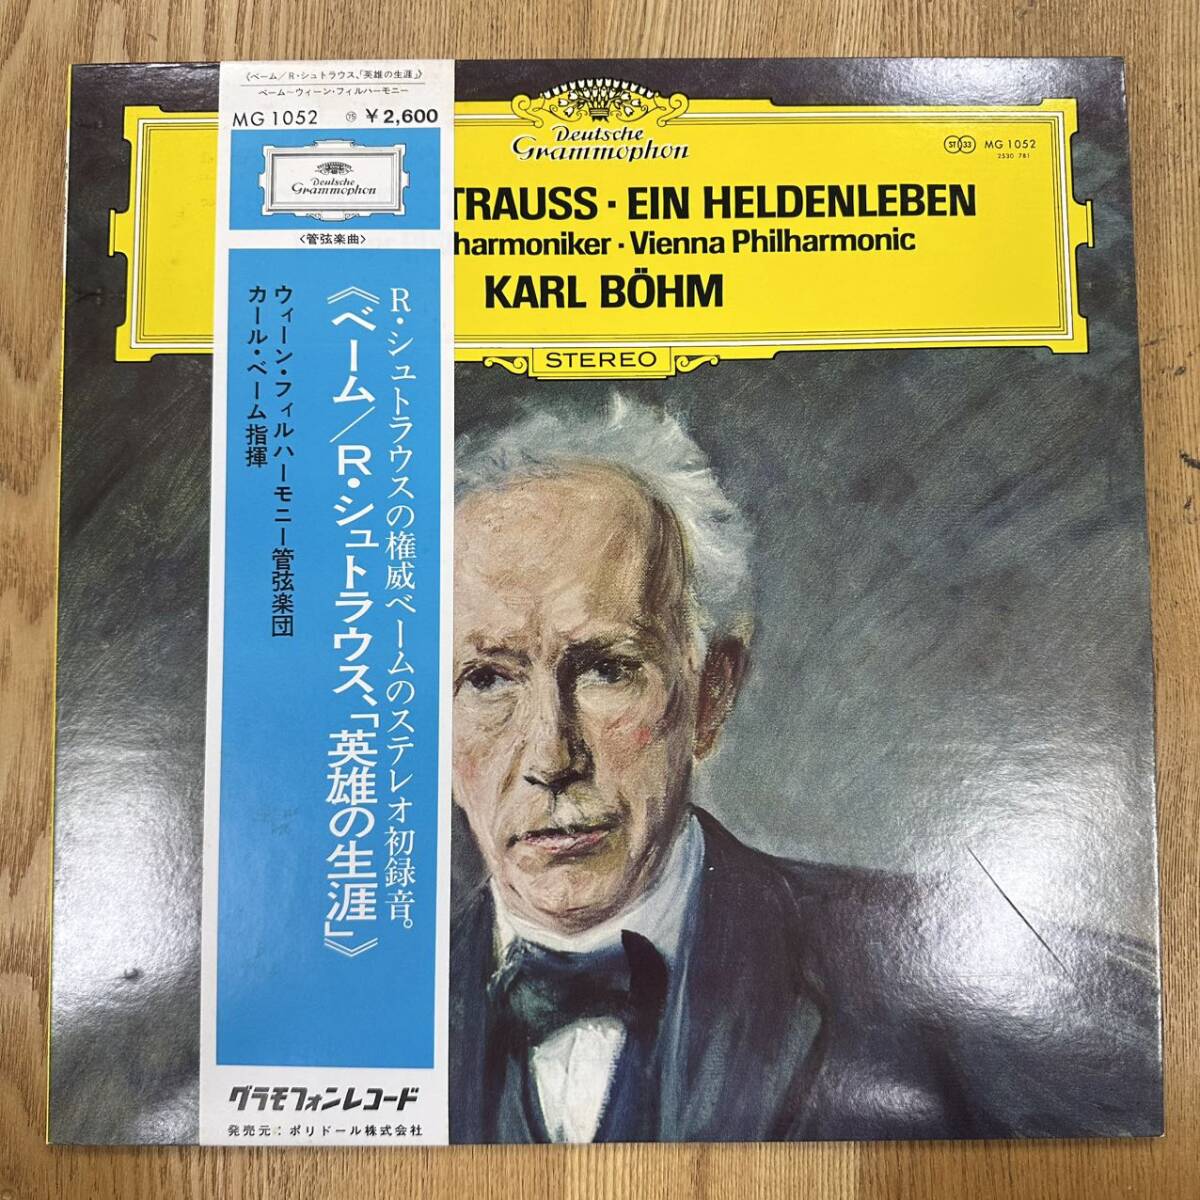 《ベーム/R・シュトラウス、「英雄の生涯」》
ベーム~ウィーン・フィルハーモニー
MG 1052 ㉆ ¥2,600
Deutsche
Grammophon
〈管弦楽曲〉
R・シュトラウスの権威ベームのステレオ初録音。
《ベーム/R・シュトラウス、「英雄の生涯」》
ウィーン・フィルハーモニー管弦楽団
カール・ベーム指揮
グラモフォンレコード
発売元:ポリドール株式会社
Deutsche
Grammophon
ST 33 MG 1052
2530 781
TRAUSS · EIN HELDENLEBEN
harmoniker · Vienna Philharmonic
KARL BÖHM
STEREO